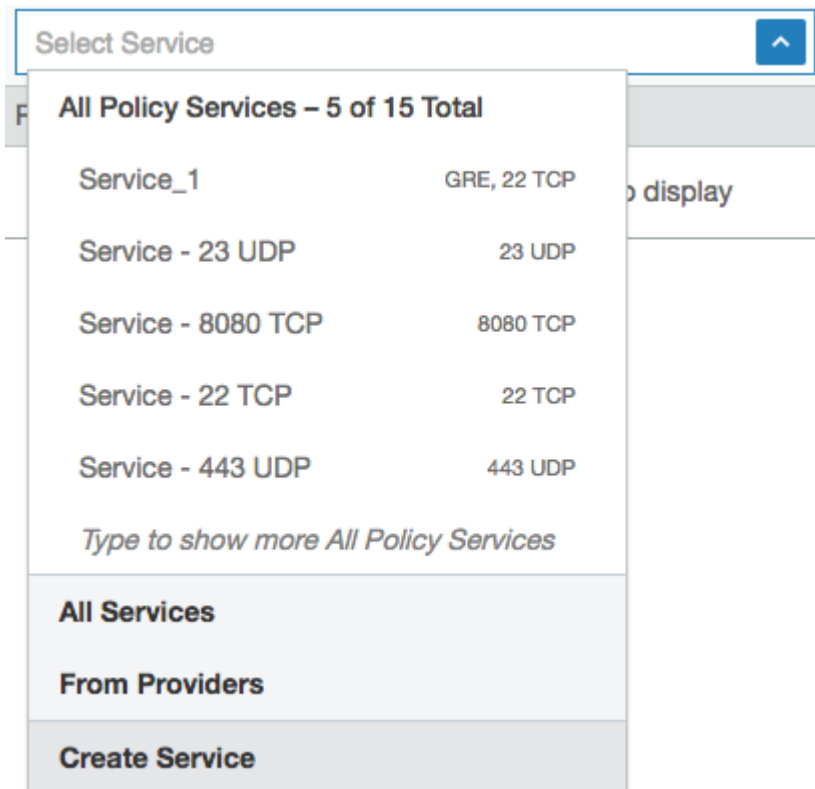 Select Service
All Policy Services – 5 of 15 Total
Service_1 GRE, 22 TCP
display
Service - 23 UDP 23 UDP
Service - 8080 TCP 8080 TCP
Service - 22 TCP 22 TCP
Service - 443 UDP 443 UDP
Type to show more All Policy Services
All Services
From Providers
Create Service